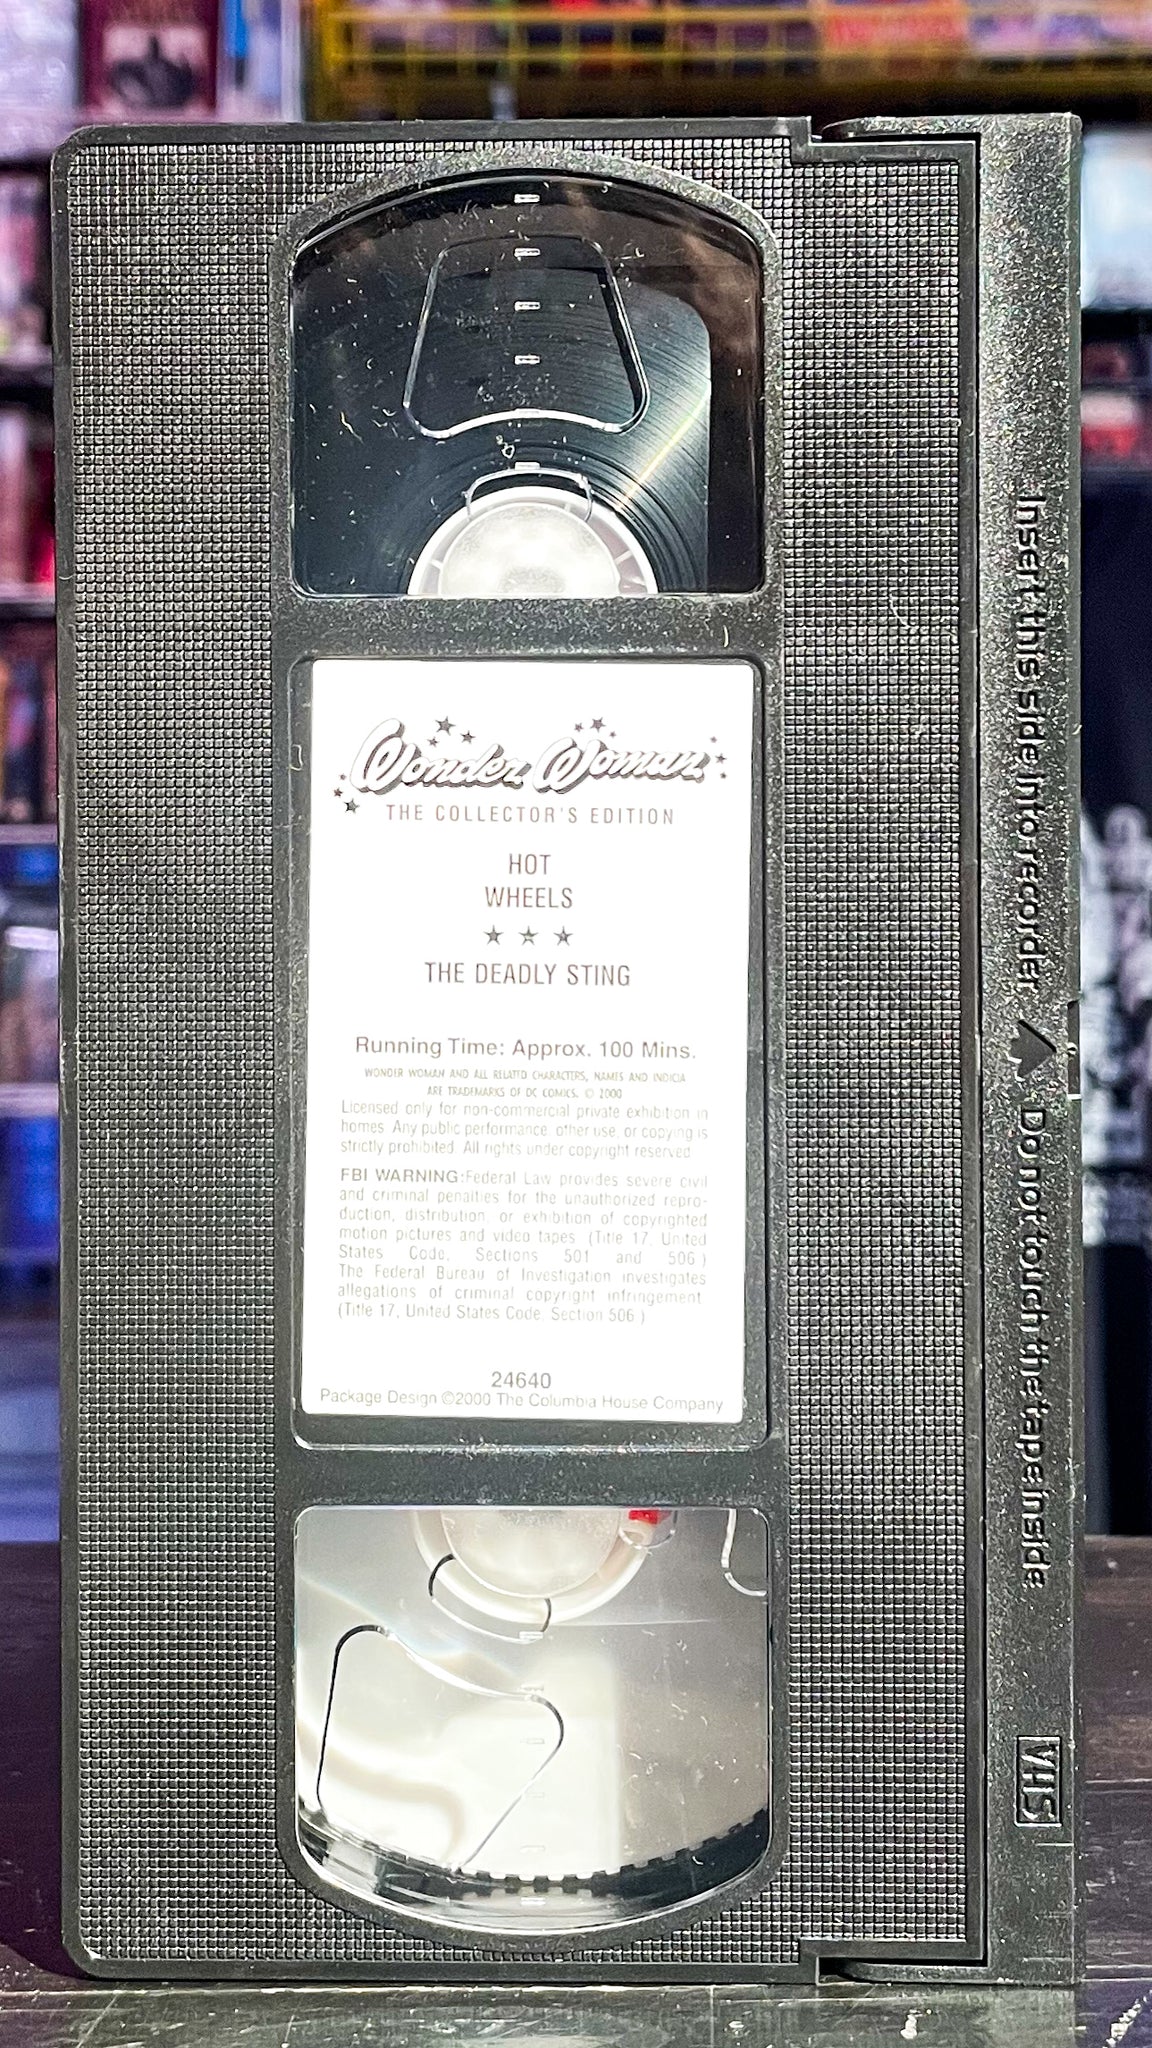 Wonder Woman
THE COLLECTOR'S EDITION
HOT
WHEELS
THE DEADLY STING
Running Time: Approx. 100 Mins.
WONDER WOMAN AND ALL RELATED CHARACTERS, NAMES AND INDICIA
ARE TRADEMARKS OF DC COMICS. © 2000
Licensed only for non-commercial private exhibition in
homes. Any public performance, other use, or copying is
strictly prohibited. All rights under copyright reserved.
FBI WARNING:Federal Law provides severe civil
and criminal penalties for the unauthorized repro-
duction, distribution, or exhibition of copyrighted
motion pictures and video tapes (Title 17, United
States Code, Sections 501 and 506)
The Federal Bureau of Investigation investigates
allegations of criminal copyright infringement
(Title 17, United States Code, Section 506)
24640
Package Design ©2000 The Columbia House Company
Insert this side into recorder
Do not touch the tape inside
VHS